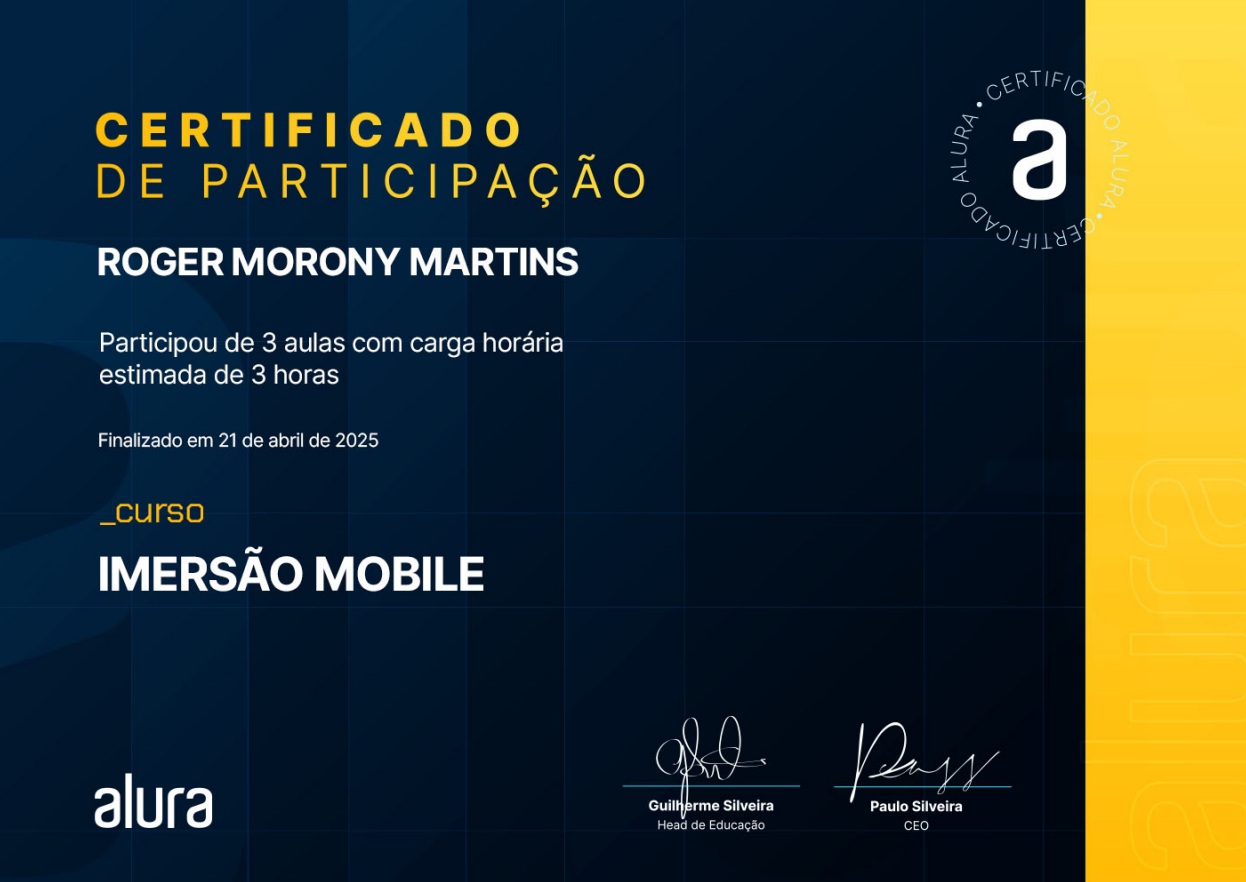 CERTIFICADO
DE PARTICIPAÇÃO
CERTIFICADO ALURA • CERTIFICADO ALURA •
a
ROGER MORONY MARTINS
Participou de 3 aulas com carga horária
estimada de 3 horas
Finalizado em 21 de abril de 2025
_curso
IMERSÃO MOBILE
alura
alura
Guilherme Silveira
Head de Educação
Paulo Silveira
CEO